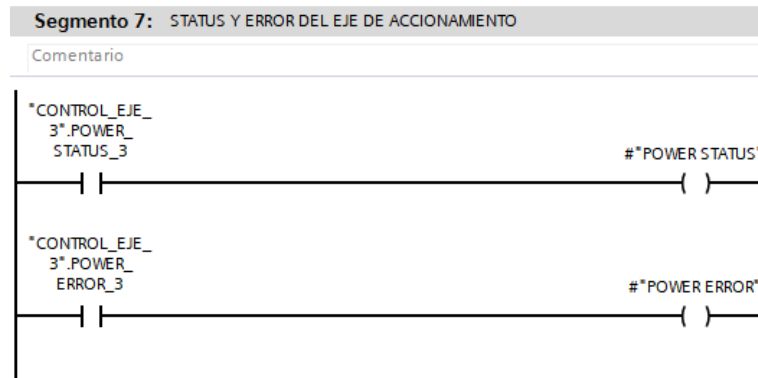 Segmento 7: STATUS Y ERROR DEL EJE DE ACCIONAMIENTO
Comentario
"CONTROL_EJE_
3".POWER_
STATUS_3
#"POWER STATUS"
"CONTROL_EJE_
3".POWER_
ERROR_3
#"POWER ERROR"